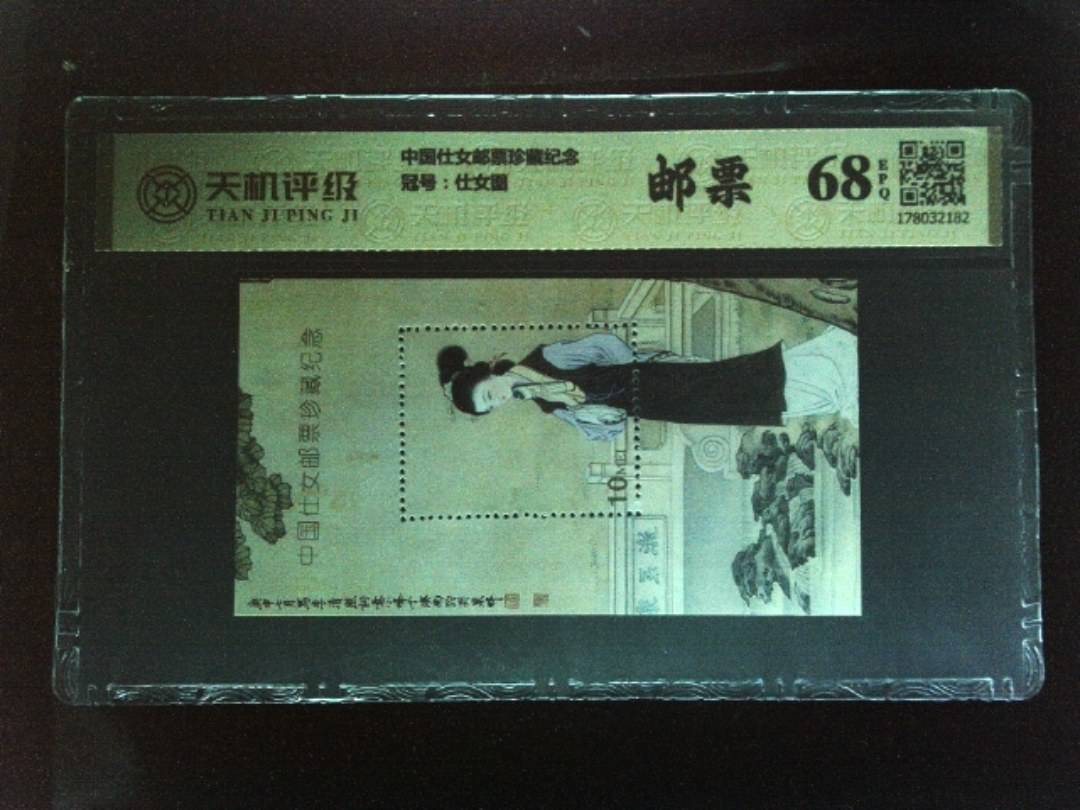 天机评级
TIAN JI PING JI
中国仕女邮票珍藏纪念
冠号：仕女图
邮票
68
EPQ
178032182
中国仕女邮票珍藏纪念
10